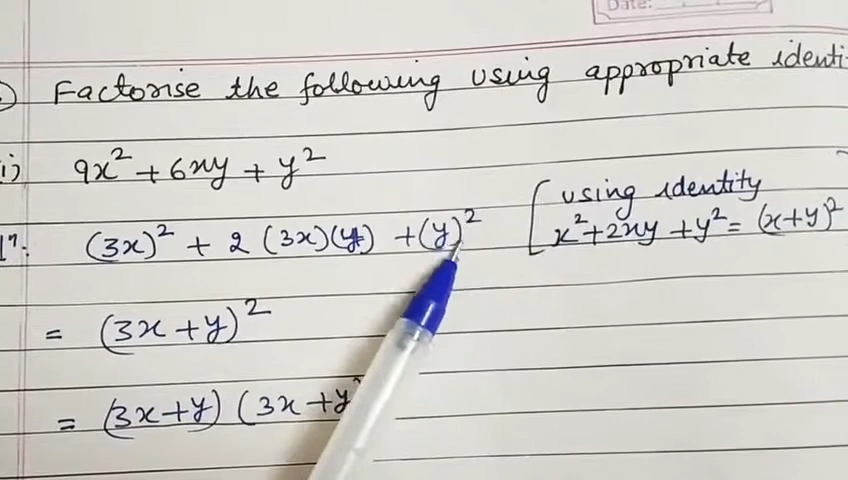 Date:
Factorise the following using appropriate identi
i) 9x² + 6xy + y²
(3x)² + 2 (3x)(y) + (y)² [using identity
x² + 2xy + y² = (x+y)²
= (3x + y)²
= (3x+y) (3x+y